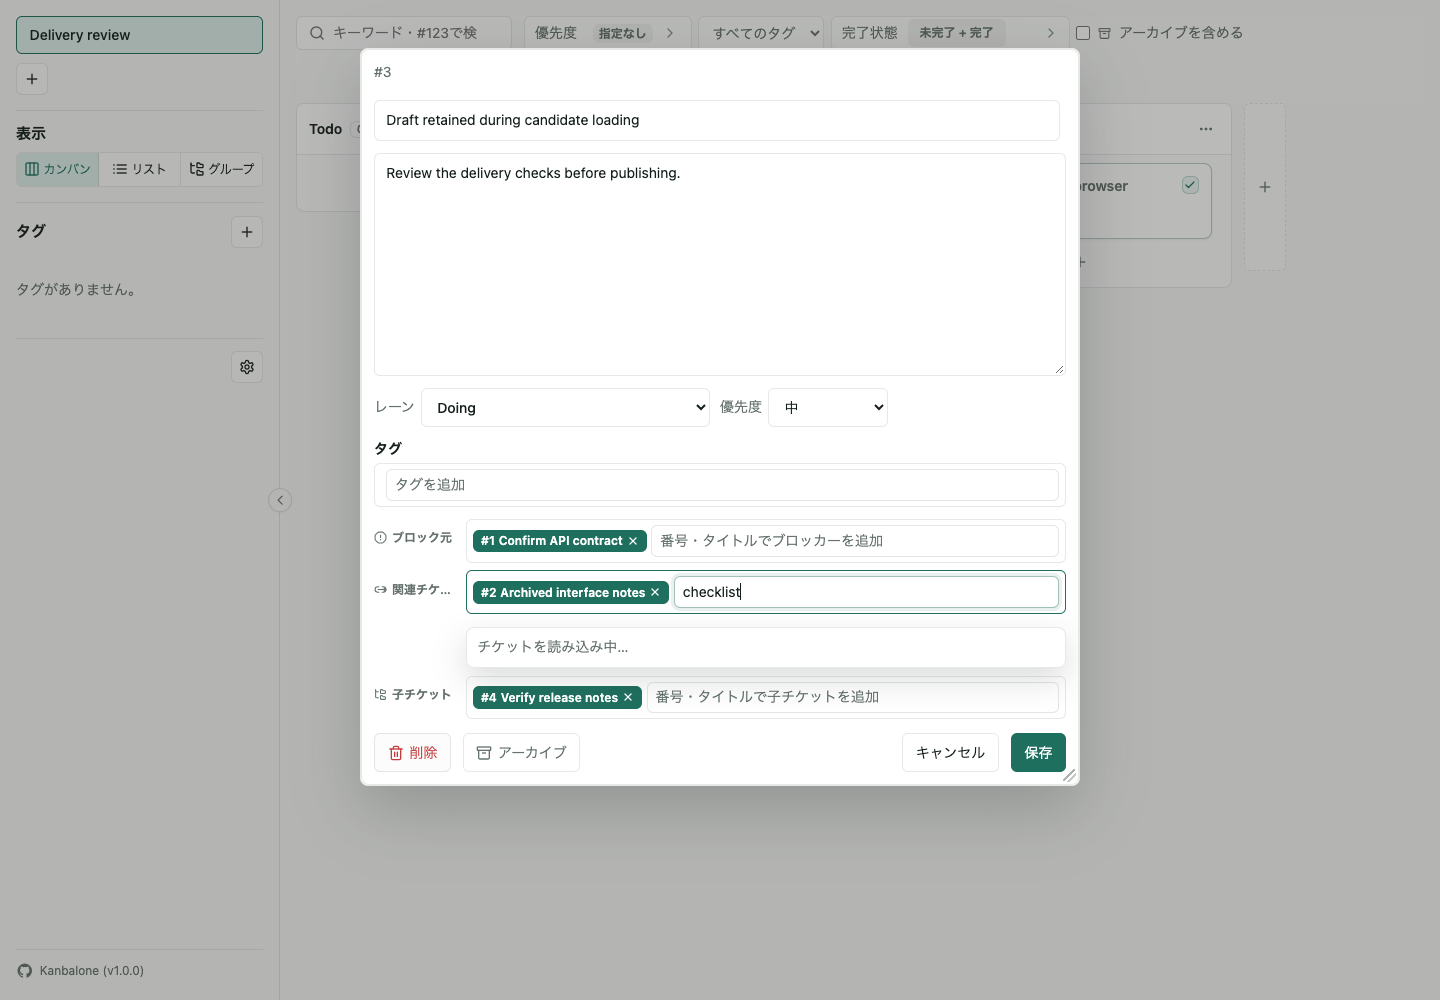 Delivery review
表示
カンバン
リスト
グループ
タグ
タグがありません。
Kanbalone (v1.0.0)
キーワード・#123で検
優先度 指定なし
すべてのタグ
完了状態 未完了 + 完了
アーカイブを含める
Todo
#3
Draft retained during candidate loading
Review the delivery checks before publishing.
レーン Doing 優先度 中
タグ
タグを追加
ブロック元 #1 Confirm API contract × 番号・タイトルでブロッカーを追加
関連チケ... #2 Archived interface notes × checklist
チケットを読み込み中...
子チケット #4 Verify release notes × 番号・タイトルで子チケットを追加
削除 アーカイブ キャンセル 保存